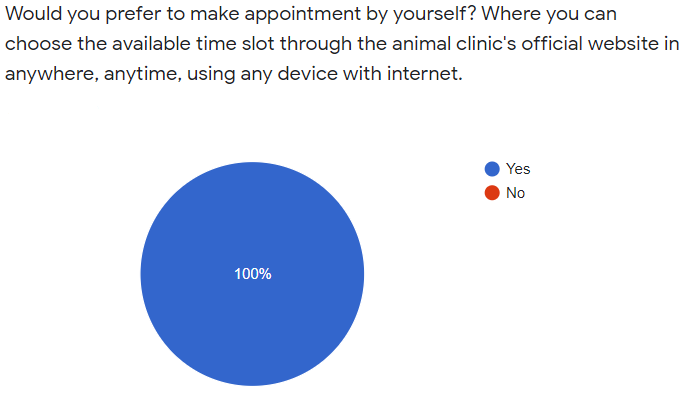 Would you prefer to make appointment by yourself? Where you can
choose the available time slot through the animal clinic's official website in
anywhere, anytime, using any device with internet.
Yes
No
100%